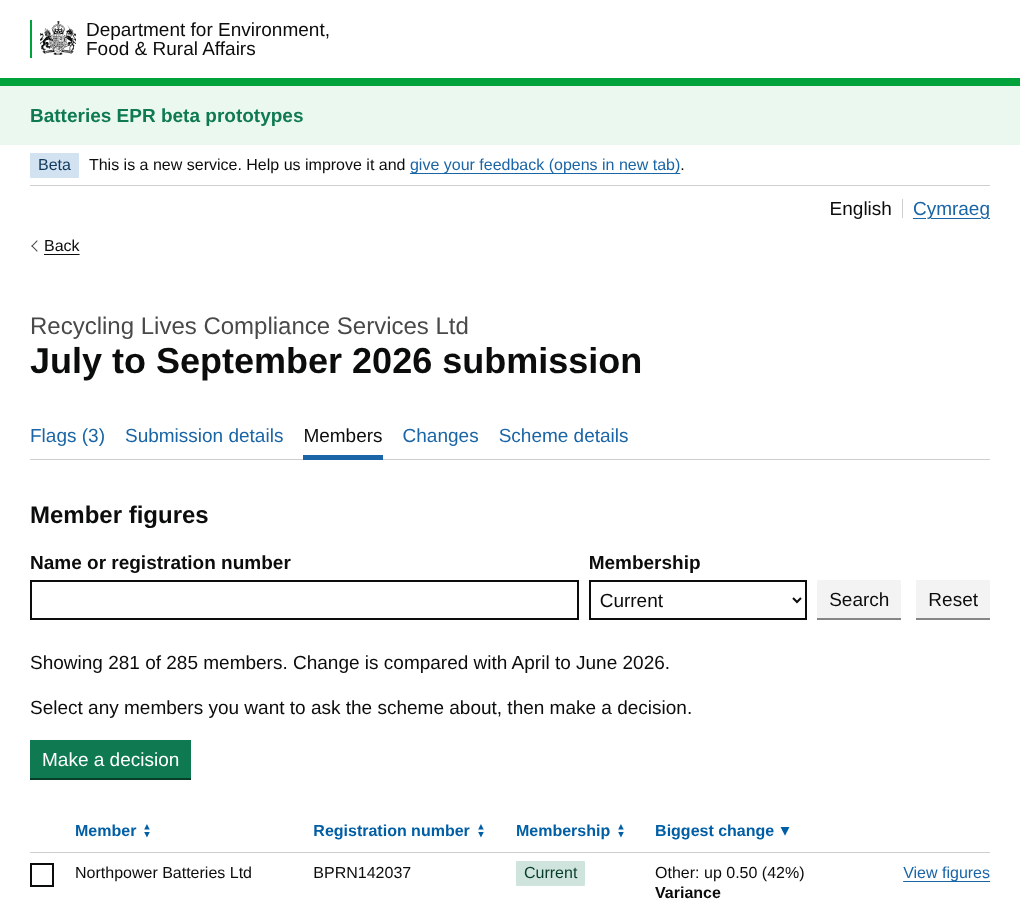 Department for Environment,
Food & Rural Affairs
Batteries EPR beta prototypes
Beta This is a new service. Help us improve it and give your feedback (opens in new tab).
English Cymraeg
Back
Recycling Lives Compliance Services Ltd
July to September 2026 submission
Flags (3) Submission details Members Changes Scheme details
Member figures
Name or registration number Membership
Current Search Reset
Showing 281 of 285 members. Change is compared with April to June 2026.
Select any members you want to ask the scheme about, then make a decision.
Make a decision
Member Registration number Membership Biggest change
Northpower Batteries Ltd BPRN142037 Current Other: up 0.50 (42%) View figures
Variance